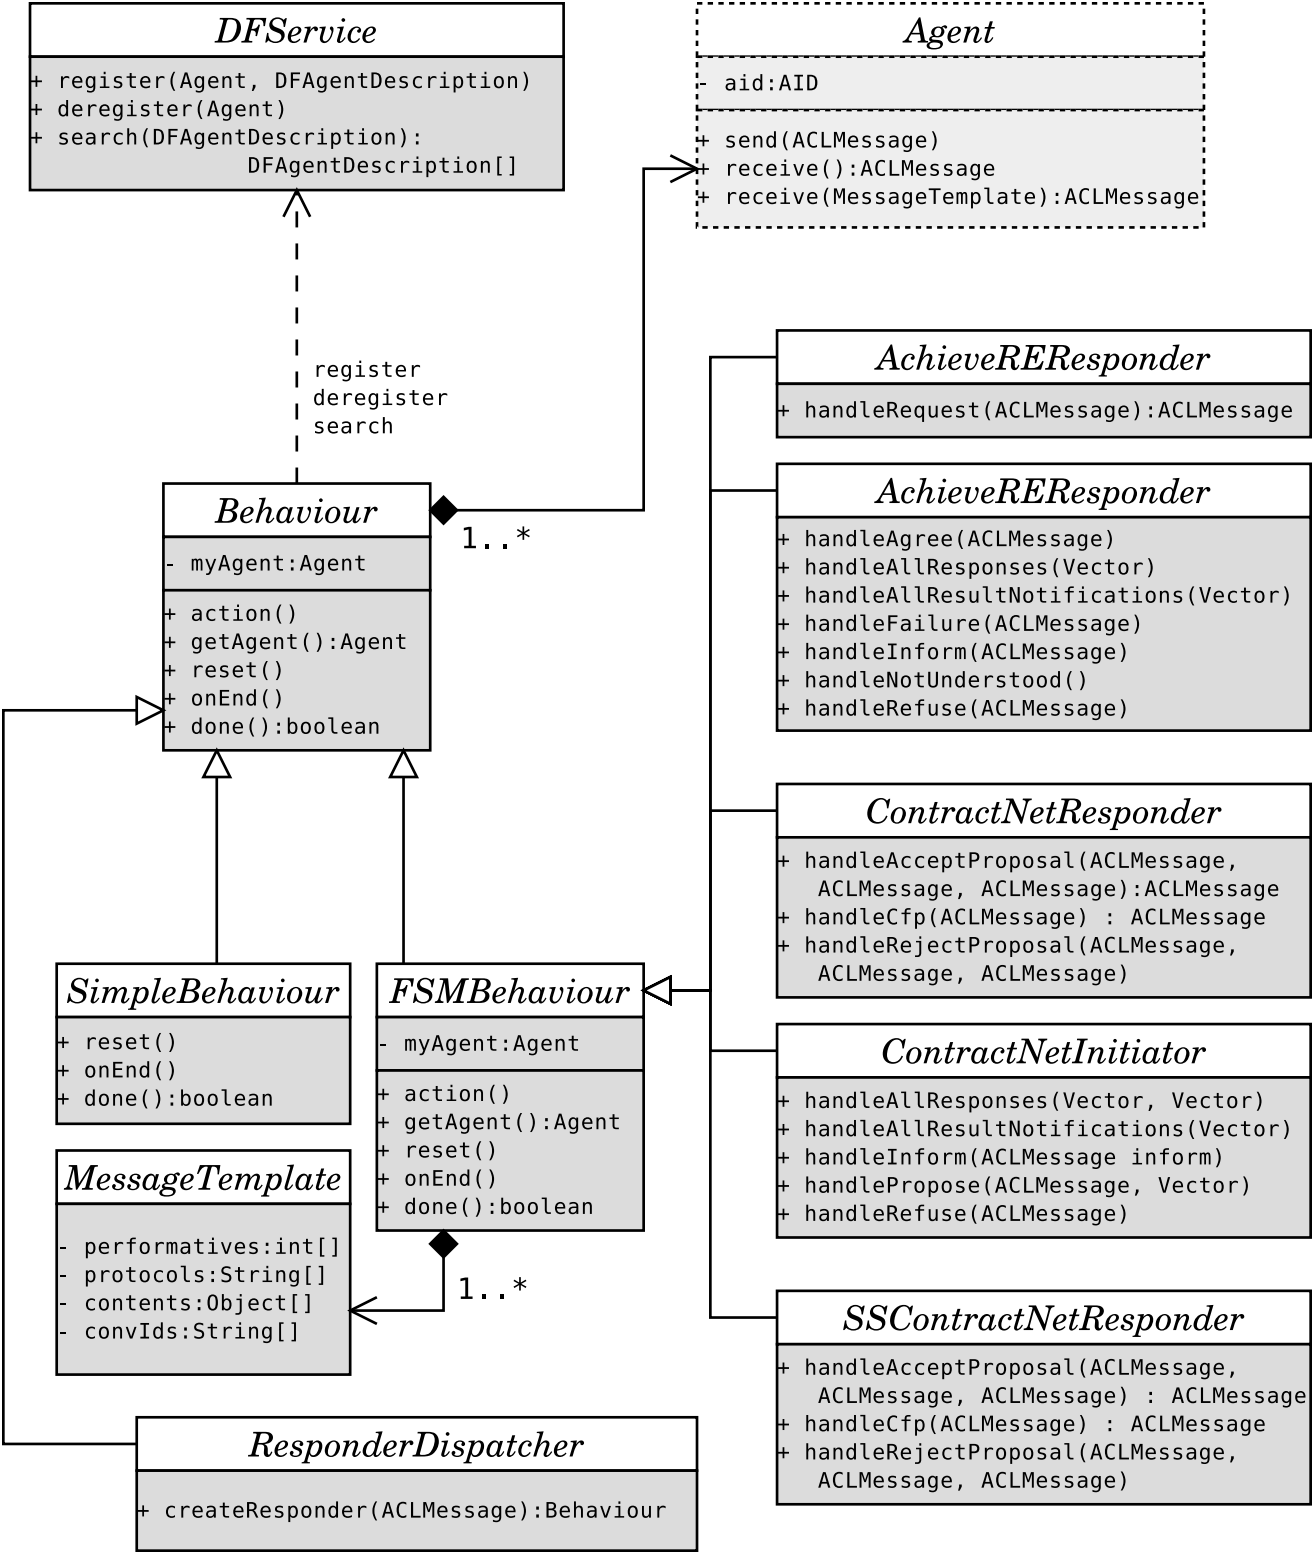 DFService
+ register(Agent, DFAgentDescription)
+ deregister(Agent)
+ search(DFAgentDescription):
DFAgentDescription[]
Agent
- aid:AID
+ send(ACLMessage)
+ receive():ACLMessage
+ receive(MessageTemplate):ACLMessage
register
deregister
search
Behaviour
- myAgent:Agent
+ action()
+ getAgent():Agent
+ reset()
+ onEnd()
+ done():boolean
1..*
AchieveREResponder
+ handleRequest(ACLMessage):ACLMessage
AchieveREResponder
+ handleAgree(ACLMessage)
+ handleAllResponses(Vector)
+ handleAllResultNotifications(Vector)
+ handleFailure(ACLMessage)
+ handleInform(ACLMessage)
+ handleNotUnderstood()
+ handleRefuse(ACLMessage)
ContractNetResponder
+ handleAcceptProposal(ACLMessage,
ACLMessage, ACLMessage):ACLMessage
+ handleCfp(ACLMessage) : ACLMessage
+ handleRejectProposal(ACLMessage,
ACLMessage, ACLMessage)
SimpleBehaviour
+ reset()
+ onEnd()
+ done():boolean
FSMBehaviour
- myAgent:Agent
+ action()
+ getAgent():Agent
+ reset()
+ onEnd()
+ done():boolean
1..*
ContractNetInitiator
+ handleAllResponses(Vector, Vector)
+ handleAllResultNotifications(Vector)
+ handleInform(ACLMessage inform)
+ handlePropose(ACLMessage, Vector)
+ handleRefuse(ACLMessage)
MessageTemplate
- performatives:int[]
- protocols:String[]
- contents:Object[]
- convIds:String[]
SSContractNetResponder
+ handleAcceptProposal(ACLMessage,
ACLMessage, ACLMessage) : ACLMessage
+ handleCfp(ACLMessage) : ACLMessage
+ handleRejectProposal(ACLMessage,
ACLMessage, ACLMessage)
ResponderDispatcher
+ createResponder(ACLMessage):Behaviour